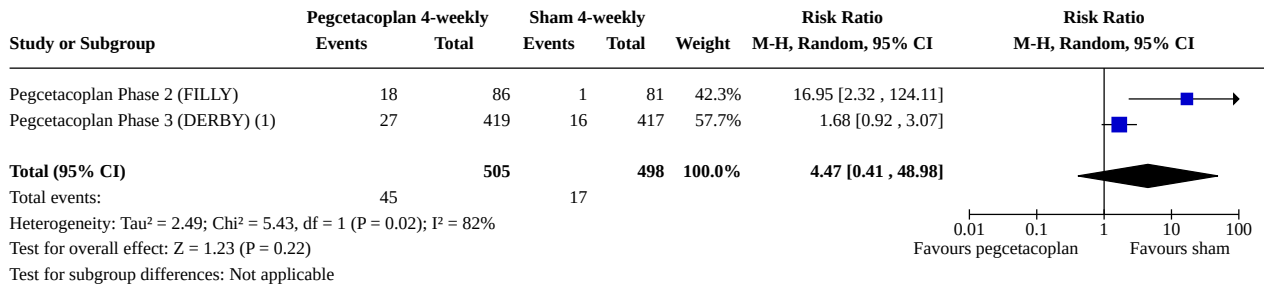 Pegcetacoplan 4-weekly Sham 4-weekly Risk Ratio Risk Ratio
Study or Subgroup Events Total Events Total Weight M-H, Random, 95% CI M-H, Random, 95% CI
Pegcetacoplan Phase 2 (FILLY) 18 86 1 81 42.3% 16.95 [2.32 , 124.11]
Pegcetacoplan Phase 3 (DERBY) (1) 27 419 16 417 57.7% 1.68 [0.92 , 3.07]
Total (95% CI) 505 498 100.0% 4.47 [0.41 , 48.98]
Total events: 45 17
Heterogeneity: Tau² = 2.49; Chi² = 5.43, df = 1 (P = 0.02); I² = 82%
0.01 0.1 1 10 100
Test for overall effect: Z = 1.23 (P = 0.22) Favours pegcetacoplan Favours sham
Test for subgroup differences: Not applicable